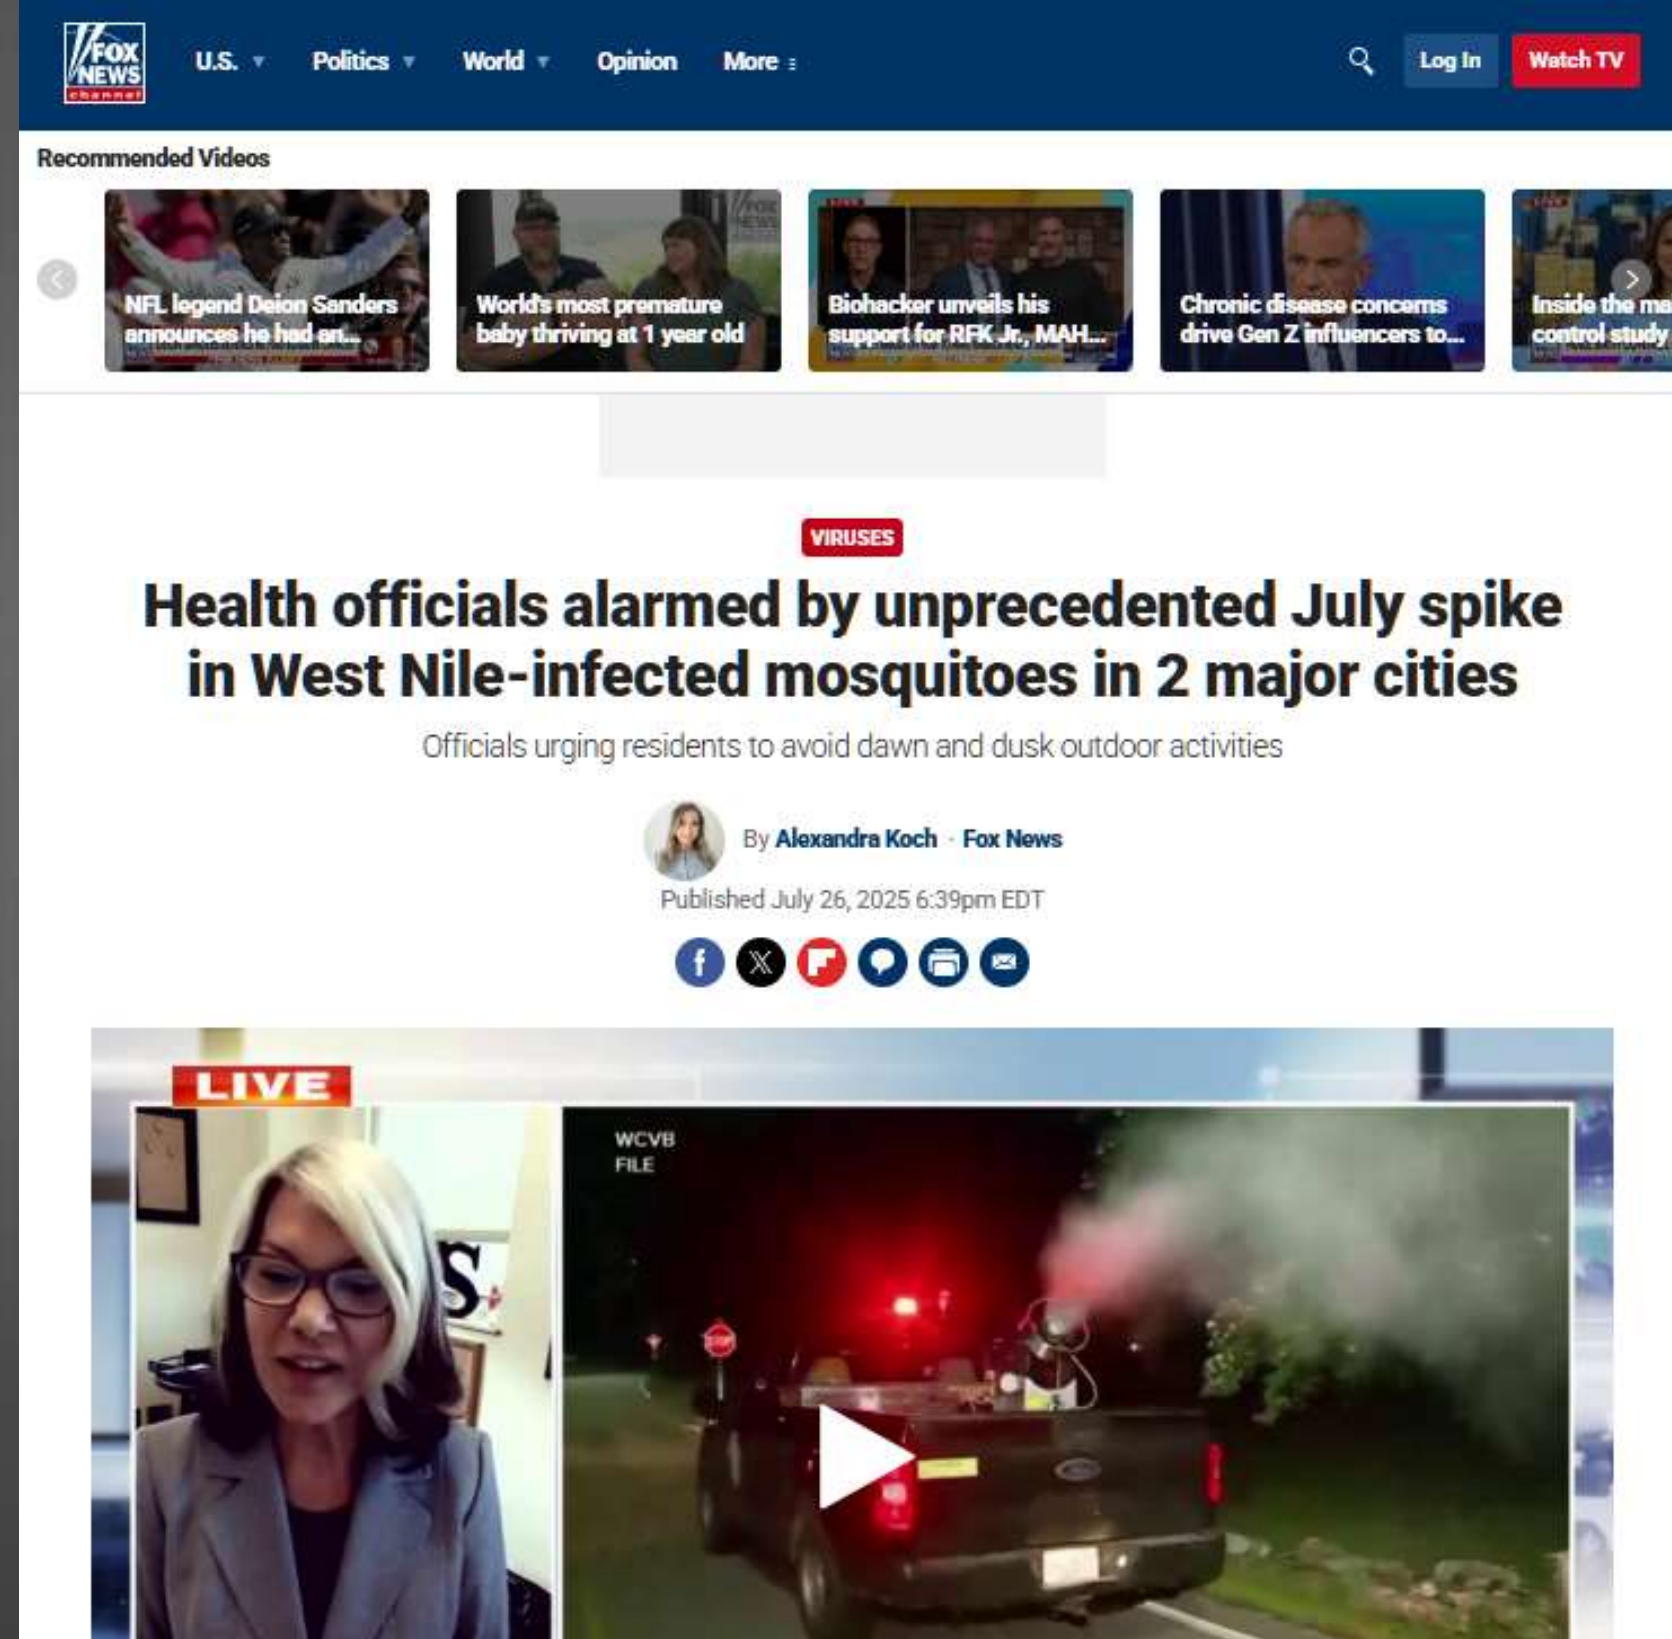 FOX
NEWS
channel
U.S.
Politics
World
Opinion
More
Log In
Watch TV
Recommended Videos
NFL legend Deion Sanders
announces he had an...
World's most premature
baby thriving at 1 year old
Biohacker unveils his
support for RFK Jr., MAH...
Chronic disease concerns
drive Gen Z influencers to...
Inside the ma
control study
VIRUSES
Health officials alarmed by unprecedented July spike
in West Nile-infected mosquitoes in 2 major cities
Officials urging residents to avoid dawn and dusk outdoor activities
By Alexandra Koch - Fox News
Published July 26, 2025 6:39pm EDT
LIVE
WCVB
FILE
STOP
S